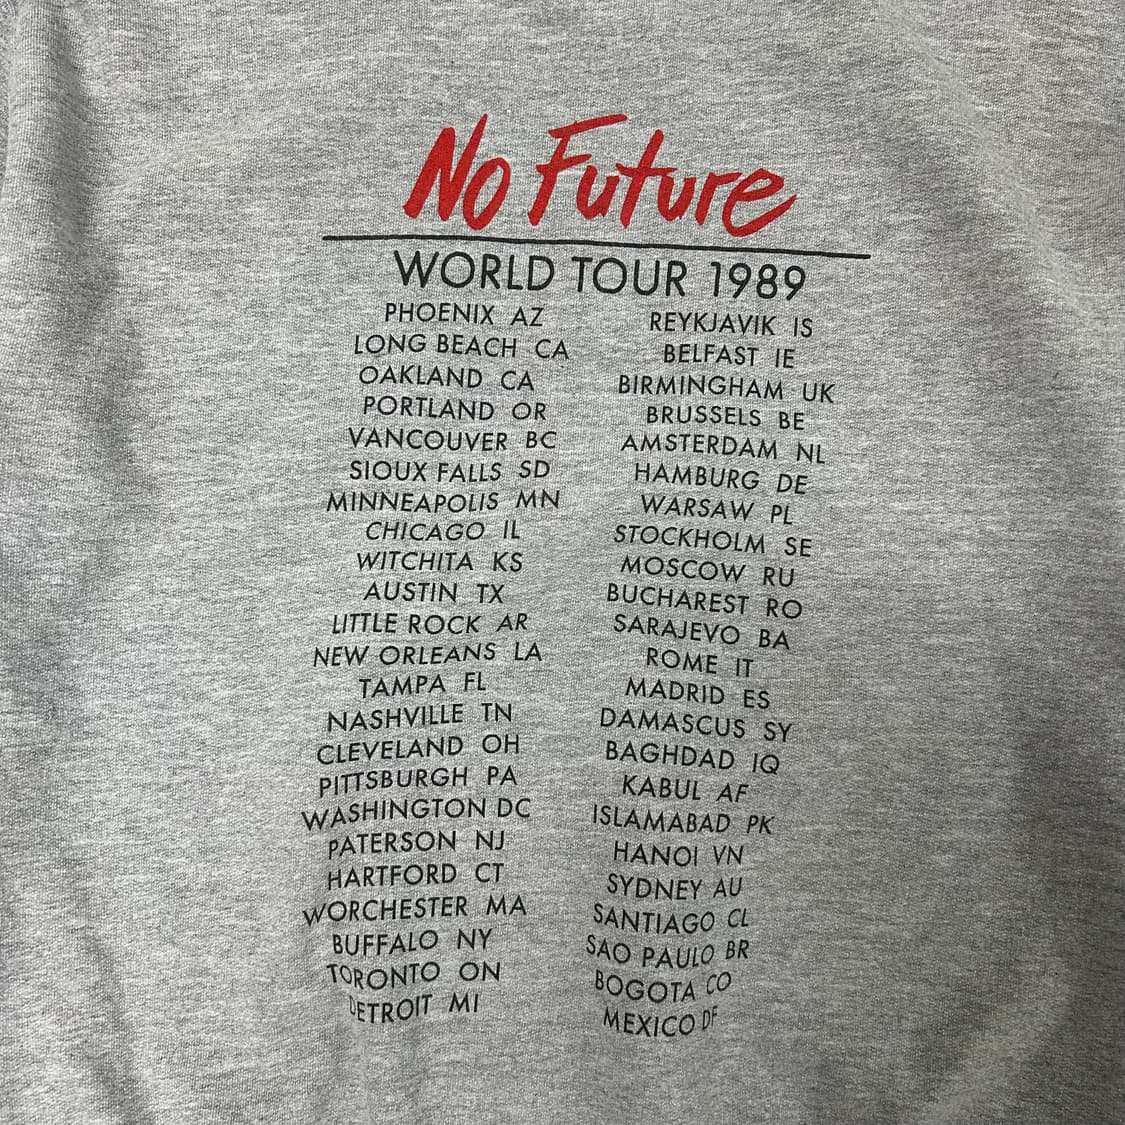 No Future
WORLD TOUR 1989
PHOENIX AZ
LONG BEACH CA
OAKLAND CA
PORTLAND OR
VANCOUVER BC
SIOUX FALLS SD
MINNEAPOLIS MN
CHICAGO IL
WITCHITA KS
AUSTIN TX
LITTLE ROCK AR
NEW ORLEANS LA
TAMPA FL
NASHVILLE TN
CLEVELAND OH
PITTSBURGH PA
WASHINGTON DC
PATERSON NJ
HARTFORD CT
WORCHESTER MA
BUFFALO NY
TORONTO ON
DETROIT MI
REYKJAVIK IS
BELFAST IE
BIRMINGHAM UK
BRUSSELS BE
AMSTERDAM NL
HAMBURG DE
WARSAW PL
STOCKHOLM SE
MOSCOW RU
BUCHAREST RO
SARAJEVO BA
ROME IT
MADRID ES
DAMASCUS SY
BAGHDAD IQ
KABUL AF
ISLAMABAD PK
HANOI VN
SYDNEY AU
SANTIAGO CL
SAO PAULO BR
BOGOTA CO
MEXICO DF